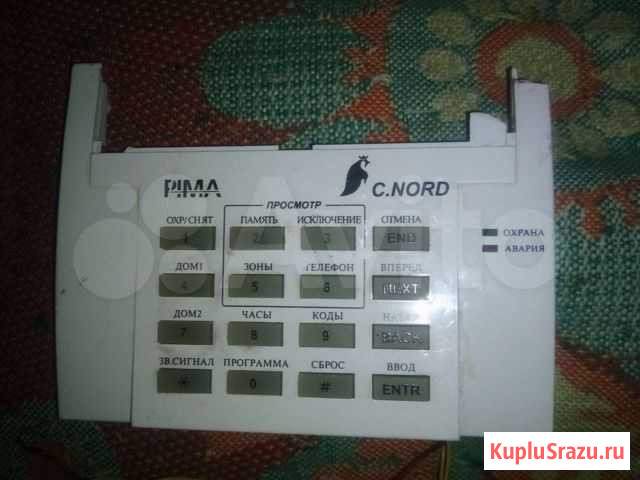 PIMA
C.NORD
ПРОСМОТР
ОХР/СНЯТ ПАМЯТЬ ИСКЛЮЧЕНИЕ ОТМЕНА
1 2 3 END
ОХРАНА
АВАРИЯ
ДОМ1 ЗОНЫ ТЕЛЕФОН ВПЕРЕД
4 5 6 NEXT
ДОМ2 ЧАСЫ КОДЫ НАЗАД
7 8 9 BACK
ЗВ.СИГНАЛ ПРОГРАММА СБРОС ВВОД
* 0 # ENTR
Avito
KupluSrazu.ru